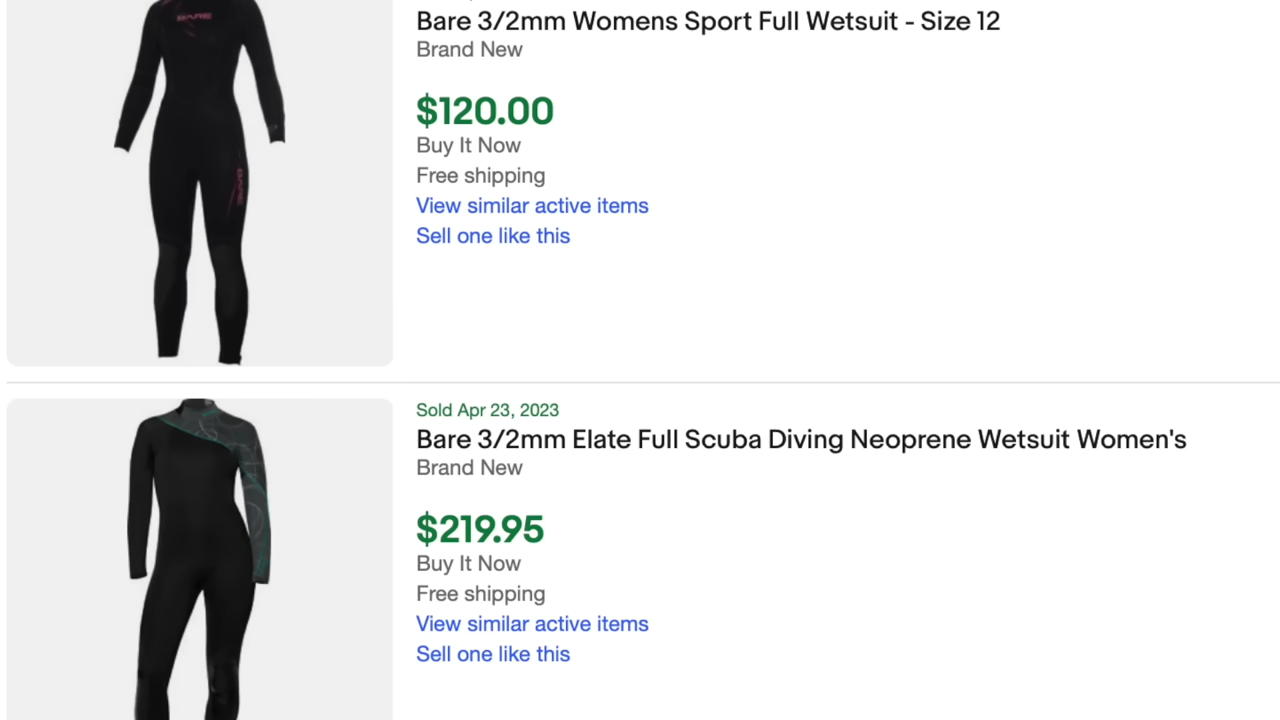 BARE
BARE
Bare 3/2mm Womens Sport Full Wetsuit - Size 12
Brand New
$120.00
Buy It Now
Free shipping
View similar active items
Sell one like this
Sold Apr 23, 2023
Bare 3/2mm Elate Full Scuba Diving Neoprene Wetsuit Women's
Brand New
$219.95
Buy It Now
Free shipping
View similar active items
Sell one like this